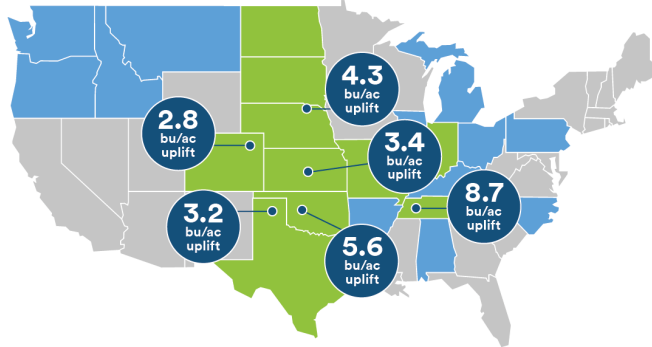 4.3
bu/ac
uplift
2.8
bu/ac
uplift
3.4
bu/ac
uplift
8.7
bu/ac
uplift
3.2
bu/ac
uplift
5.6
bu/ac
uplift